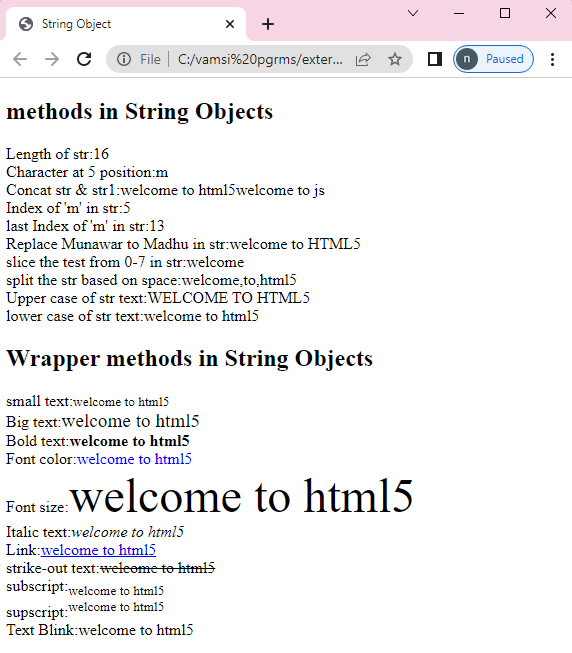 String Object
File C:/vamsi%20pgrms/exter...
n Paused
methods in String Objects
Length of str:16
Character at 5 position:m
Concat str & str1:welcome to html5welcome to js
Index of 'm' in str:5
last Index of 'm' in str:13
Replace Munawar to Madhu in str:welcome to HTML5
slice the test from 0-7 in str:welcome
split the str based on space:welcome,to,html5
Upper case of str text:WELCOME TO HTML5
lower case of str text:welcome to html5
Wrapper methods in String Objects
small text:welcome to html5
Big text:welcome to html5
Bold text:welcome to html5
Font color:welcome to html5
Font size:welcome to html5
Italic text:welcome to html5
Link:welcome to html5
strike-out text:welcome to html5
subscript:welcome to html5
supscript:welcome to html5
Text Blink:welcome to html5